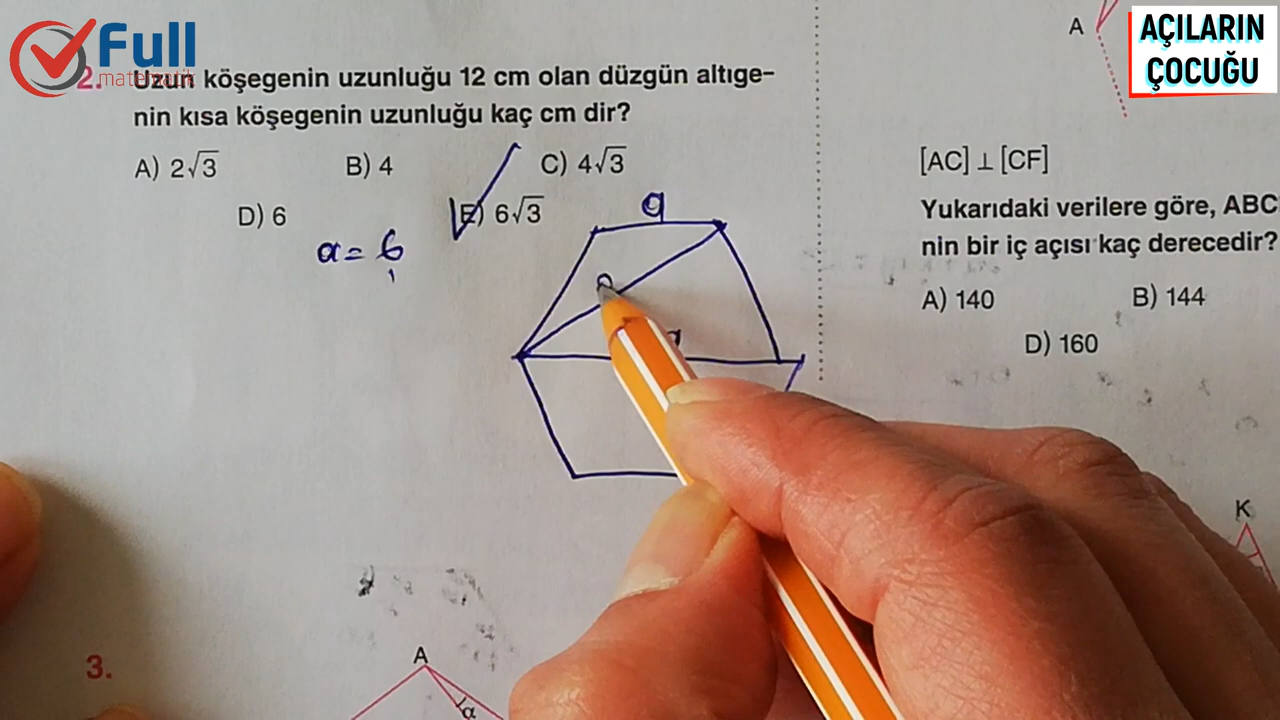 Full
matematik
AÇILARIN
ÇOCUĞU
2. Uzun köşegenin uzunluğu 12 cm olan düzgün altıge–
nin kısa köşegenin uzunluğu kaç cm dir?
A) 2√3 B) 4 C) 4√3
D) 6 E) 6√3
a = 6
a
A
[AC] ⊥ [CF]
Yukarıdaki verilere göre, ABC
nin bir iç açısı kaç derecedir?
A) 140 B) 144
D) 160
K
3.
A
α